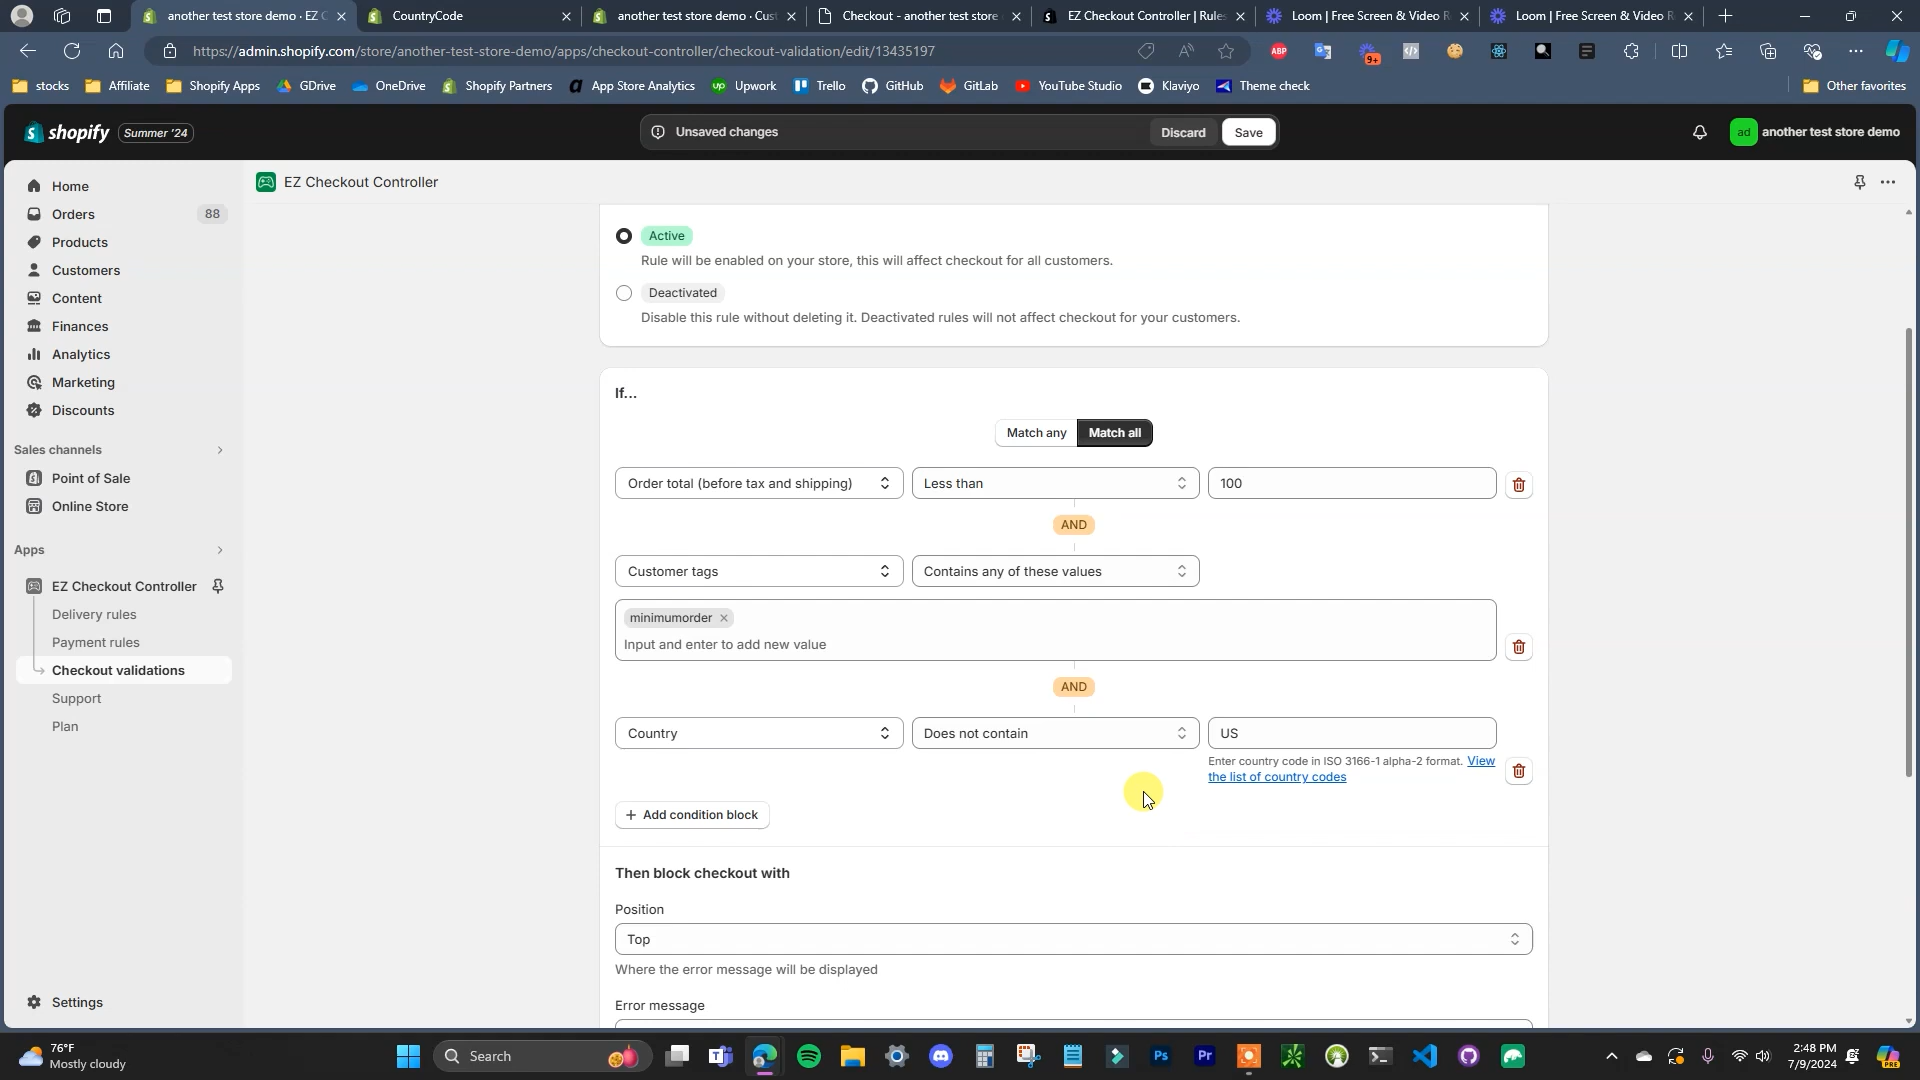 another test store demo · EZ C
CountryCode
another test store demo · Cust
Checkout - another test store
EZ Checkout Controller | Rules
Loom | Free Screen & Video R
Loom | Free Screen & Video R
https://admin.shopify.com/store/another-test-store-demo/apps/checkout-controller/checkout-validation/edit/13435197
ABP
9+
stocks
Affiliate
Shopify Apps
GDrive
OneDrive
Shopify Partners
App Store Analytics
Upwork
Trello
GitHub
GitLab
YouTube Studio
Klaviyo
Theme check
Other favorites
shopify
Summer '24
Unsaved changes
Discard
Save
ad
another test store demo
Home
Orders
88
Products
Customers
Content
Finances
Analytics
Marketing
Discounts
Sales channels
Point of Sale
Online Store
Apps
EZ Checkout Controller
Delivery rules
Payment rules
Checkout validations
Support
Plan
Settings
EZ Checkout Controller
Active
Rule will be enabled on your store, this will affect checkout for all customers.
Deactivated
Disable this rule without deleting it. Deactivated rules will not affect checkout for your customers.
If...
Match any
Match all
Order total (before tax and shipping)
Less than
100
AND
Customer tags
Contains any of these values
minimumorder
Input and enter to add new value
AND
Country
Does not contain
US
Enter country code in ISO 3166-1 alpha-2 format. View
the list of country codes
Add condition block
Then block checkout with
Position
Top
Where the error message will be displayed
Error message
76°F
Mostly cloudy
Search
2:48 PM
7/9/2024
PRE